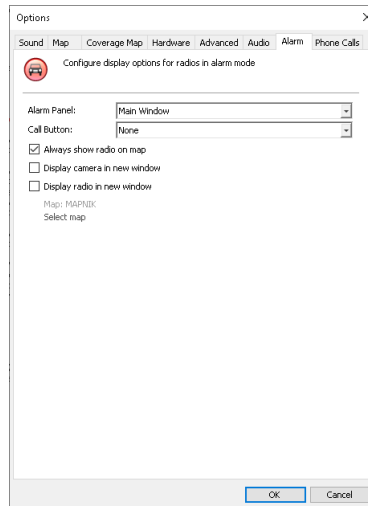 Options
Sound Map Coverage Map Hardware Advanced Audio Alarm Phone Calls
Configure display options for radios in alarm mode
Alarm Panel: Main Window
Call Button: None
Always show radio on map
Display camera in new window
Display radio in new window
Map: MAPNIK
Select map
OK Cancel